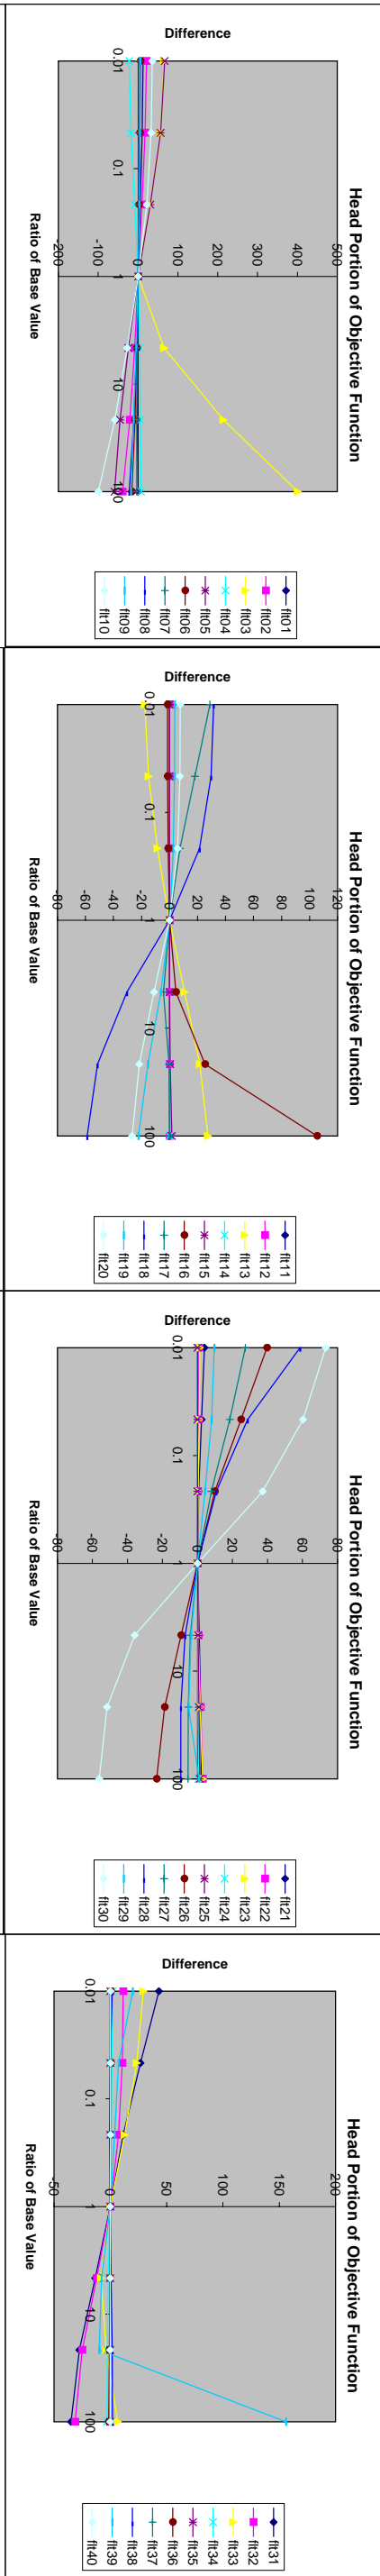 Head Portion of Objective Function
Difference
500
400
300
200
100
0
-100
-200
0.01
0.1
1
10
100
Ratio of Base Value
flt01
flt02
flt03
flt04
flt05
flt06
flt07
flt08
flt09
flt10
Head Portion of Objective Function
Difference
120
100
80
60
40
20
0
-20
-40
-60
-80
0.01
0.1
1
10
100
Ratio of Base Value
flt11
flt12
flt13
flt14
flt15
flt16
flt17
flt18
flt19
flt20
Head Portion of Objective Function
Difference
80
60
40
20
0
-20
-40
-60
-80
0.01
0.1
1
10
100
Ratio of Base Value
flt21
flt22
flt23
flt24
flt25
flt26
flt27
flt28
flt29
flt30
Head Portion of Objective Function
Difference
200
150
100
50
0
-50
0.01
0.1
1
10
100
Ratio of Base Value
flt31
flt32
flt33
flt34
flt35
flt36
flt37
flt38
flt39
flt40